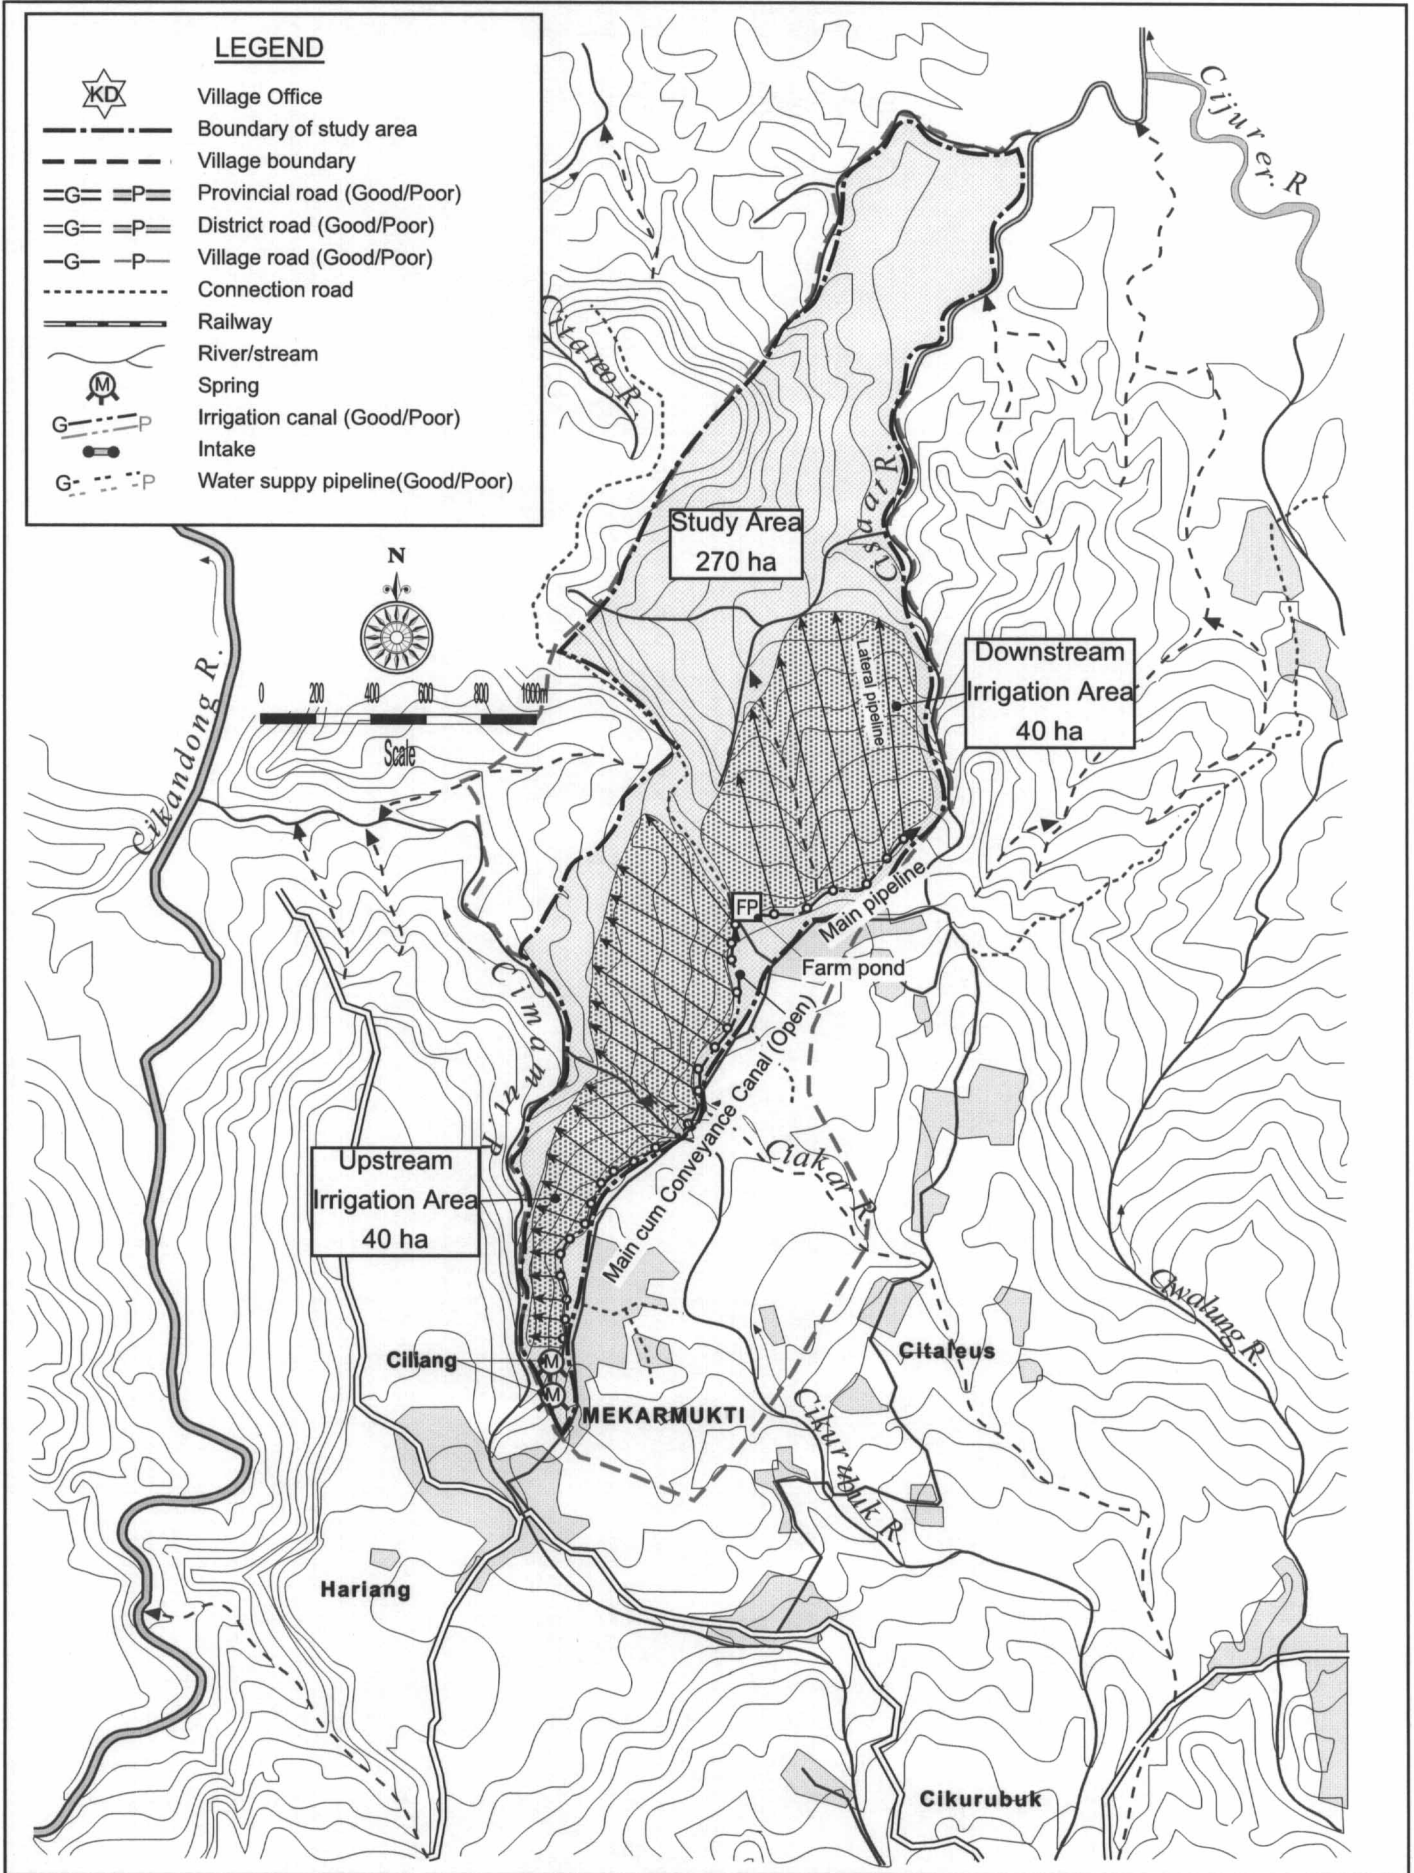 LEGEND
KD Village Office
Boundary of study area
Village boundary
G P Provincial road (Good/Poor)
G P District road (Good/Poor)
G P Village road (Good/Poor)
Connection road
Railway
River/stream
M Spring
G P Irrigation canal (Good/Poor)
Intake
G P Water suppy pipeline(Good/Poor)
Cijurer R
Citareo R.
Cisaat R.
Study Area
270 ha
N
0 200 400 600 800 1000m
Scale
Cikandong R.
Lateral pipeline
Downstream
Irrigation Area
40 ha
FP
Main pipeline
Farm pond
Cimamuti R
Main cum Conveyance Canal (Open)
Upstream
Irrigation Area
40 ha
Ciakar R
Ciwalung R.
Ciliang
M
M
Citaleus
MEKARMUKTI
Cikurubuk R.
Hariang
Cikurubuk